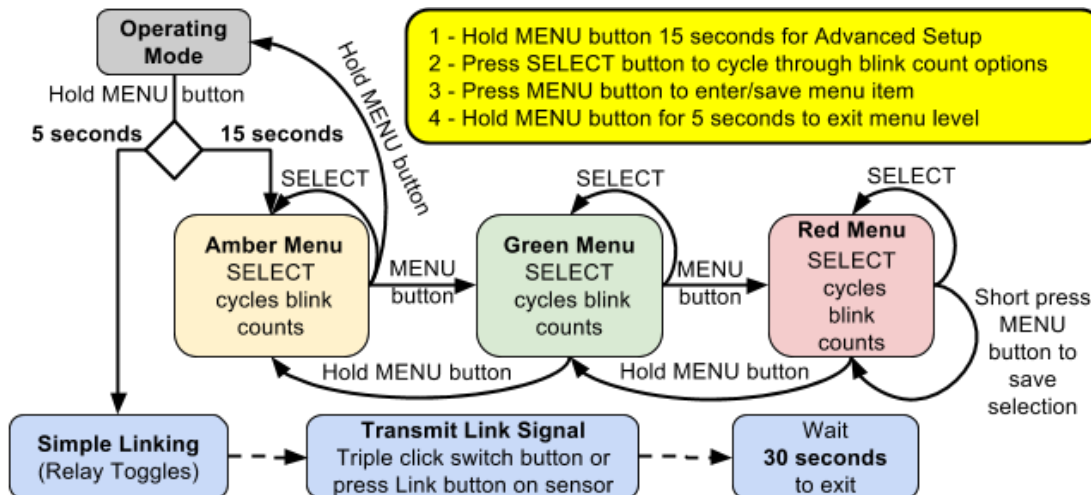 Operating
Mode
1 - Hold MENU button 15 seconds for Advanced Setup
2 - Press SELECT button to cycle through blink count options
3 - Press MENU button to enter/save menu item
4 - Hold MENU button for 5 seconds to exit menu level
Hold MENU button
5 seconds
15 seconds
Hold MENU button
SELECT
Amber Menu
SELECT
cycles blink
counts
MENU
button
SELECT
Green Menu
SELECT
cycles blink
counts
MENU
button
SELECT
Red Menu
SELECT
cycles
blink
counts
Short press
MENU
button to
save
selection
Hold MENU button
Hold MENU button
Simple Linking
(Relay Toggles)
Transmit Link Signal
Triple click switch button or
press Link button on sensor
Wait
30 seconds
to exit